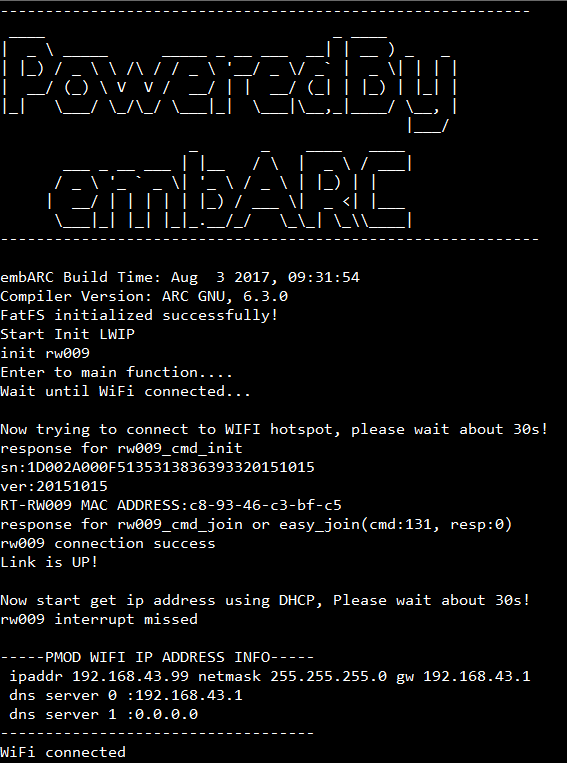 ------------------------------------------------------------
PoweredBy
embARC
------------------------------------------------------------
embARC Build Time: Aug  3 2017, 09:31:54
Compiler Version: ARC GNU, 6.3.0
FatFS initialized successfully!
Start Init LWIP
init rw009
Enter to main function....
Wait until WiFi connected...
Now trying to connect to WIFI hotspot, please wait about 30s!
response for rw009_cmd_init
sn:1D002A000F5135313836393320151015
ver:20151015
RT-RW009 MAC ADDRESS:c8-93-46-c3-bf-c5
response for rw009_cmd_join or easy_join(cmd:131, resp:0)
rw009 connection success
Link is UP!
Now start get ip address using DHCP, Please wait about 30s!
rw009 interrupt missed
-----PMOD WIFI IP ADDRESS INFO-----
ipaddr 192.168.43.99 netmask 255.255.255.0 gw 192.168.43.1
dns server 0 :192.168.43.1
dns server 1 :0.0.0.0
-----------------------------------
WiFi connected